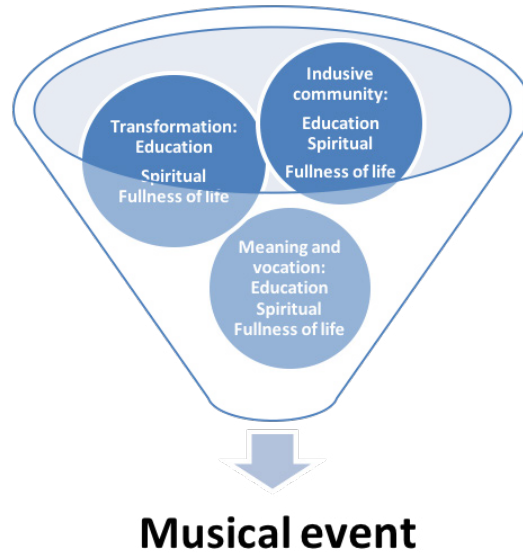 Transformation:
Education
Spiritual
Fullness of life
Indusive
community:
Education
Spiritual
Fullness of life
Meaning and
vocation:
Education
Spiritual
Fullness of life
Musical event